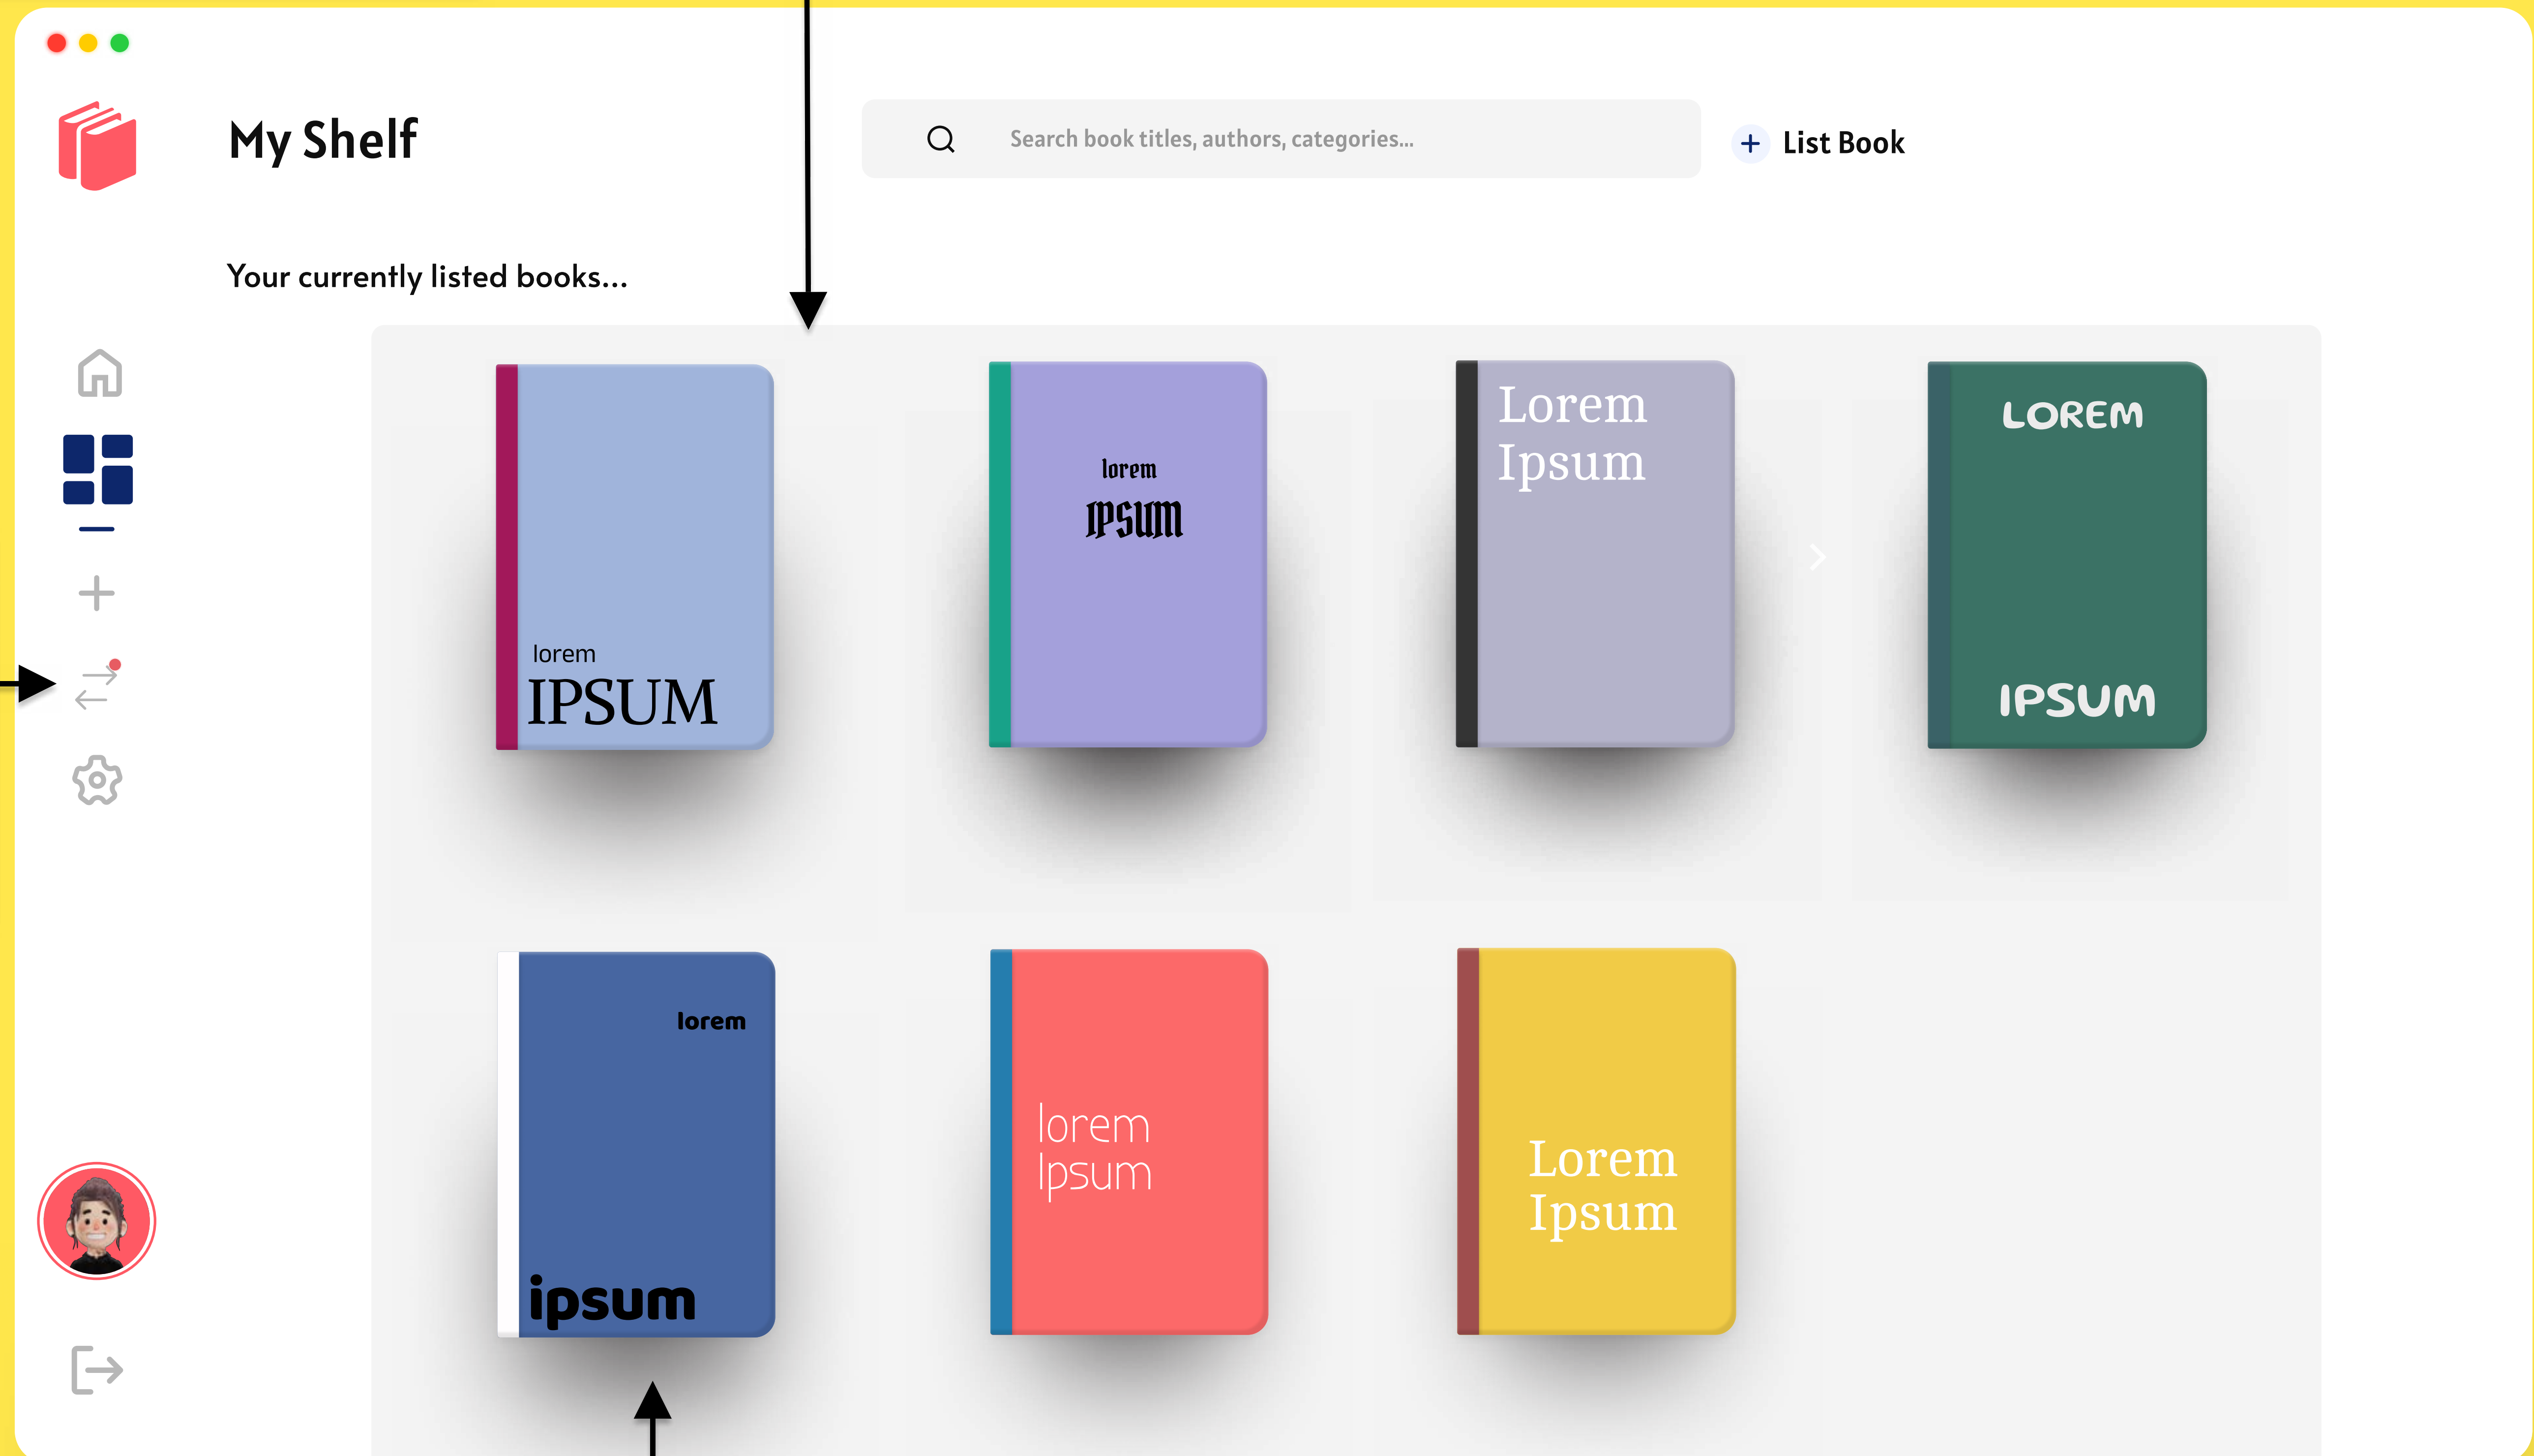 My Shelf
Search book titles, authors, categories...
List Book
Your currently listed books...
lorem
IPSUM
lorem
IPSUM
Lorem
Ipsum
LOREM
IPSUM
lorem
ipsum
lorem
Ipsum
Lorem
Ipsum